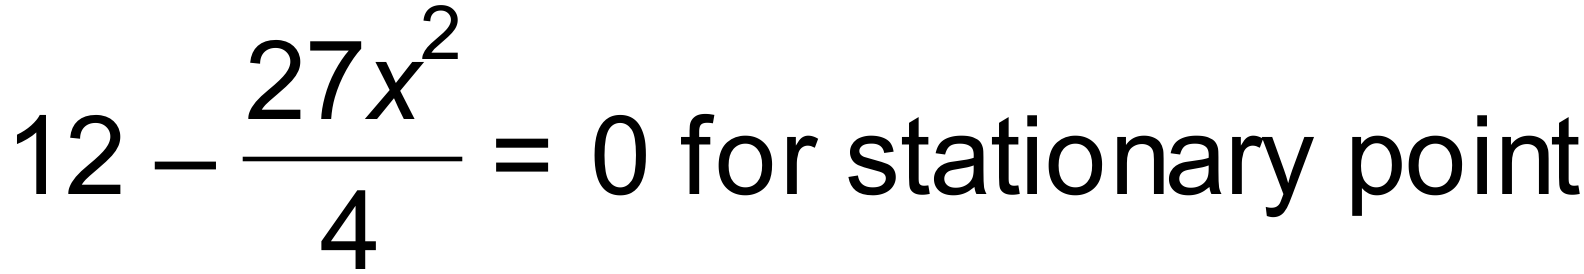 12 – 27x²/4 = 0 for stationary point